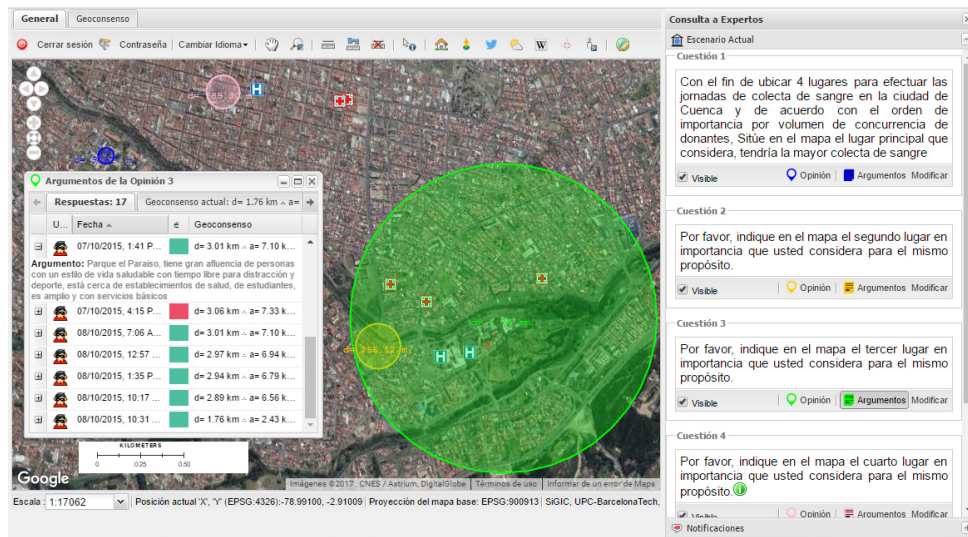 General Geoconsenso
Cerrar sesión Contraseña Cambiar Idioma W
H
Argumentos de la Opinión 3
Respuestas: 17 Geoconsenso actual: d= 1.76 km ∴ a=
U... Fecha є Geoconsenso
07/10/2015, 1:41 P... d= 3.01 km ∴ a= 7.10 k...
Argumento: Parque el Paraiso, tiene gran afluencia de personas
con un estilo de vida saludable con tiempo libre para distracción y
deporte, está cerca de establecimientos de salud, de estudiantes,
es amplio y con servicios básicos
07/10/2015, 4:15 P... d= 3.06 km ∴ a= 7.33 k...
08/10/2015, 7:06 A... d= 3.01 km ∴ a= 7.10 k...
08/10/2015, 12:57 ... d= 2.97 km ∴ a= 6.94 k...
08/10/2015, 1:35 P... d= 2.94 km ∴ a= 6.79 k...
08/10/2015, 10:17 ... d= 2.89 km ∴ a= 6.56 k...
08/10/2015, 10:31 ... d= 1.76 km ∴ a= 2.43 k...
d= 256.12 m
H H
KILOMETERS
0 0.25 0.50
Google
Imágenes ©2017 , CNES / Astrium, DigitalGlobe Términos de uso Informar de un error de Maps
Escala : 1:17062 Posición actual 'X', 'Y' (EPSG:4326):-78.99100, -2.91009 Proyección del mapa base: EPSG:900913 SiGIC, UPC-BarcelonaTech,
Consulta a Expertos
Escenario Actual
Cuestión 1
Con el fin de ubicar 4 lugares para efectuar las
jornadas de colecta de sangre en la ciudad de
Cuenca y de acuerdo con el orden de
importancia por volumen de concurrencia de
donantes, Sitúe en el mapa el lugar principal que
considera, tendría la mayor colecta de sangre
Visible Opinión Argumentos Modificar
Cuestión 2
Por favor, indique en el mapa el segundo lugar en
importancia que usted considera para el mismo
propósito.
Visible Opinión Argumentos Modificar
Cuestión 3
Por favor, indique en el mapa el tercer lugar en
importancia que usted considera para el mismo
propósito.
Visible Opinión Argumentos Modificar
Cuestión 4
Por favor, indique en el mapa el cuarto lugar en
importancia que usted considera para el mismo
propósito.
Visible Opinión Argumentos Modificar
Notificaciones